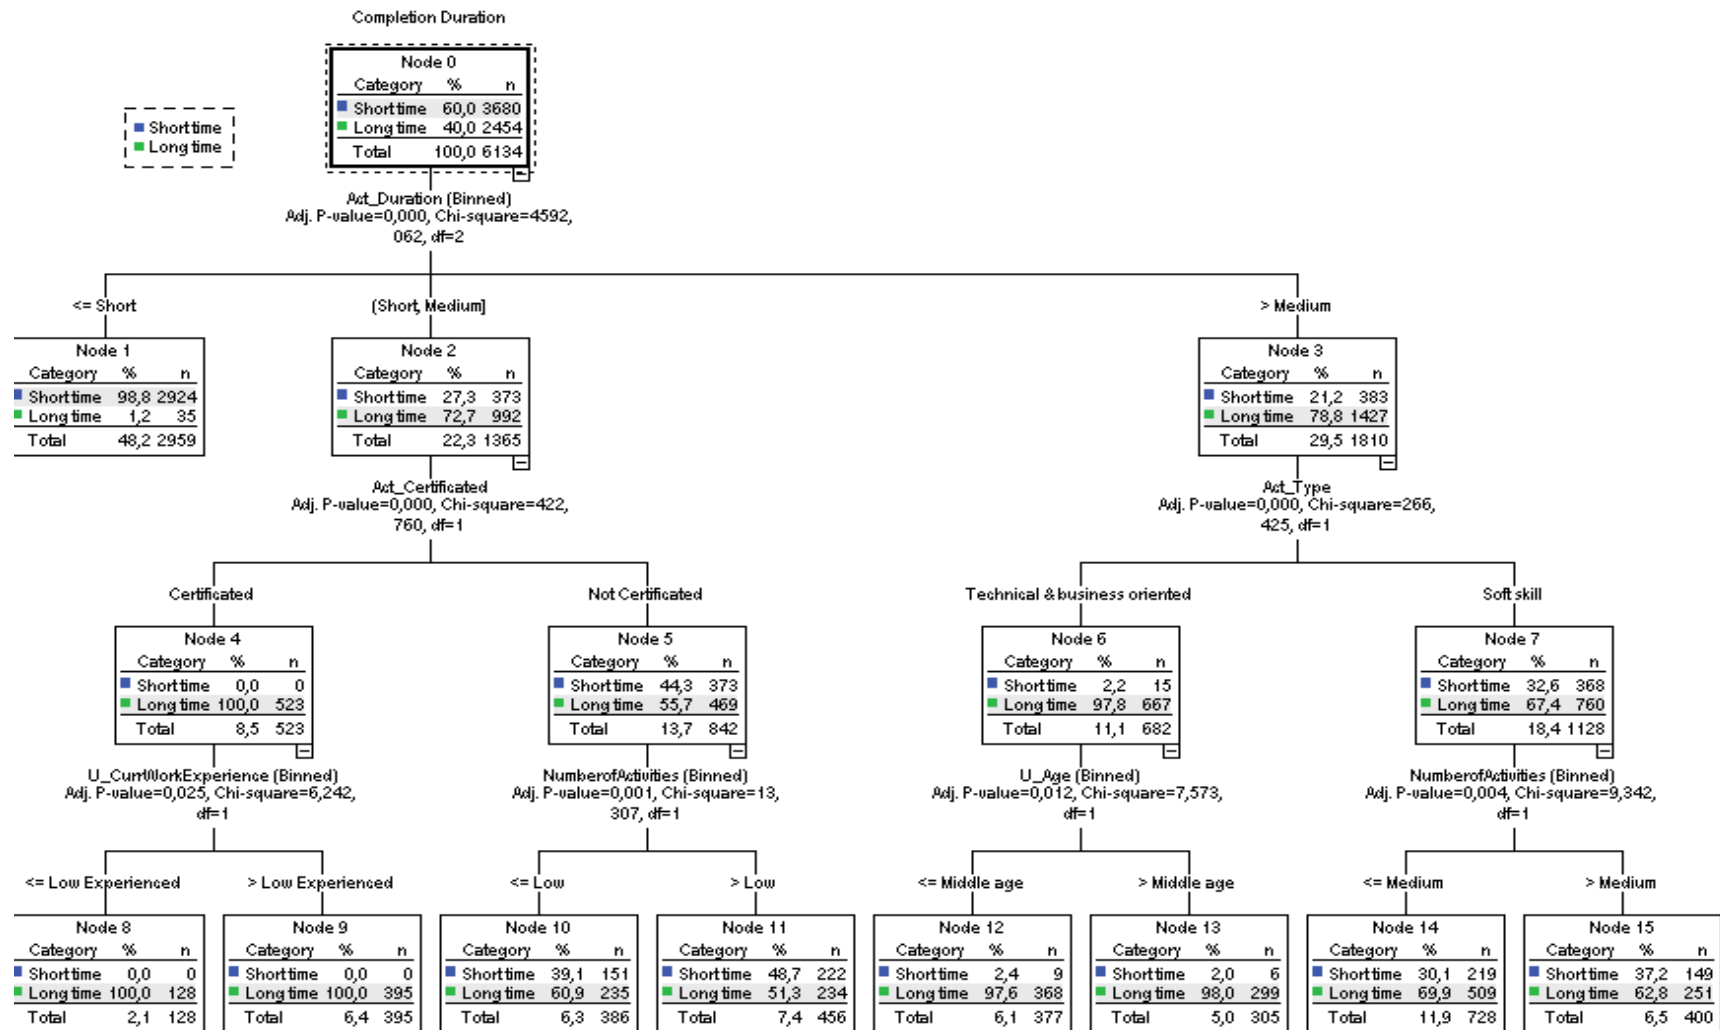 Completion Duration
Node 0
Category % n
Short time 60,0 3680
Long time 40,0 2454
Total 100,0 6134
Short time
Long time
Act_Duration (Binned)
Adj. P-value=0,000, Chi-square=4592,
062, df=2
<= Short
(Short, Medium]
> Medium
Node 1
Category % n
Short time 98,8 2924
Long time 1,2 35
Total 48,2 2959
Node 2
Category % n
Short time 27,3 373
Long time 72,7 992
Total 22,3 1365
Node 3
Category % n
Short time 21,2 383
Long time 78,8 1427
Total 29,5 1810
Act_Certificated
Adj. P-value=0,000, Chi-square=422,
760, df=1
Act_Type
Adj. P-value=0,000, Chi-square=266,
425, df=1
Certificated
Not Certificated
Technical & business oriented
Soft skill
Node 4
Category % n
Short time 0,0 0
Long time 100,0 523
Total 8,5 523
Node 5
Category % n
Short time 44,3 373
Long time 55,7 469
Total 13,7 842
Node 6
Category % n
Short time 2,2 15
Long time 97,8 667
Total 11,1 682
Node 7
Category % n
Short time 32,6 368
Long time 67,4 760
Total 18,4 1128
U_CurrWorkExperience (Binned)
Adj. P-value=0,025, Chi-square=6,242,
df=1
NumberofActivities (Binned)
Adj. P-value=0,001, Chi-square=13,
307, df=1
U_Age (Binned)
Adj. P-value=0,012, Chi-square=7,573,
df=1
NumberofActivities (Binned)
Adj. P-value=0,004, Chi-square=9,342,
df=1
<= Low Experienced
> Low Experienced
<= Low
> Low
<= Middle age
> Middle age
<= Medium
> Medium
Node 8
Category % n
Short time 0,0 0
Long time 100,0 128
Total 2,1 128
Node 9
Category % n
Short time 0,0 0
Long time 100,0 395
Total 6,4 395
Node 10
Category % n
Short time 39,1 151
Long time 60,9 235
Total 6,3 386
Node 11
Category % n
Short time 48,7 222
Long time 51,3 234
Total 7,4 456
Node 12
Category % n
Short time 2,4 9
Long time 97,6 368
Total 6,1 377
Node 13
Category % n
Short time 2,0 6
Long time 98,0 299
Total 5,0 305
Node 14
Category % n
Short time 30,1 219
Long time 69,9 509
Total 11,9 728
Node 15
Category % n
Short time 37,2 149
Long time 62,8 251
Total 6,5 400